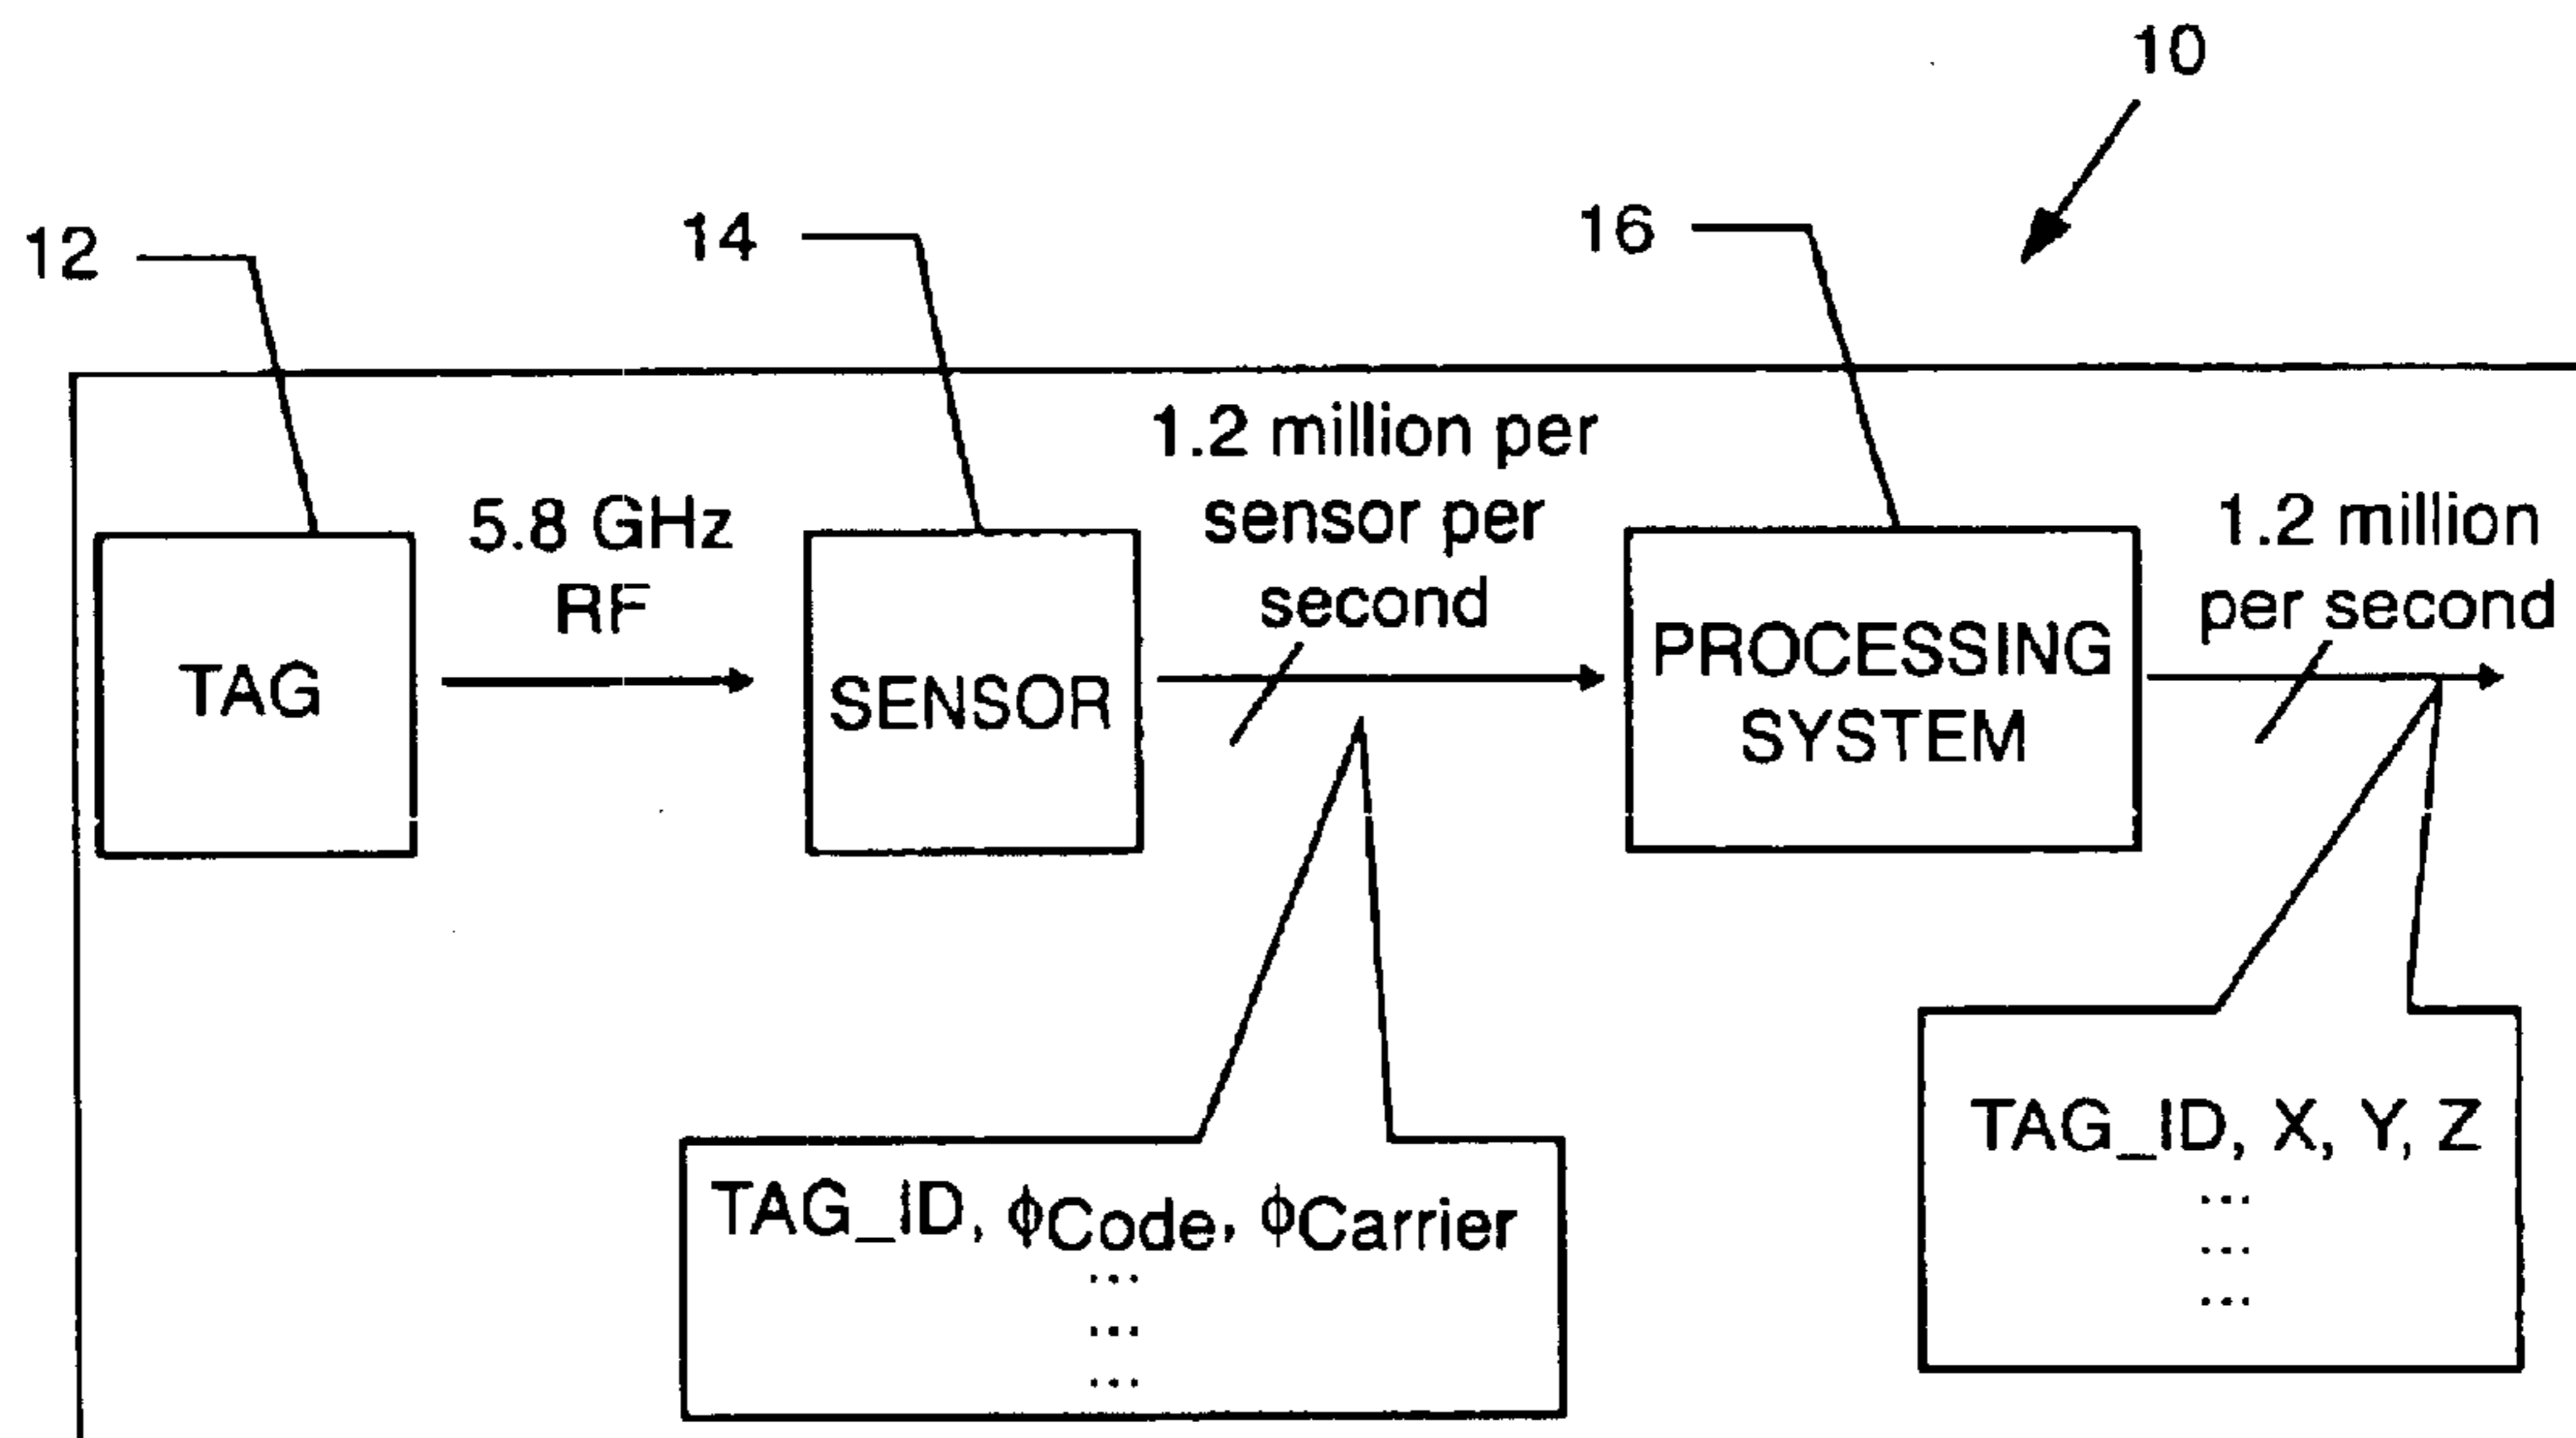 10
12
14
16
1.2 million per
sensor per
second
5.8 GHz
RF
1.2 million
per second
TAG
SENSOR
PROCESSING
SYSTEM
TAG_ID, ϕCode, ϕCarrier
...
...
...
TAG_ID, X, Y, Z
...
...
...